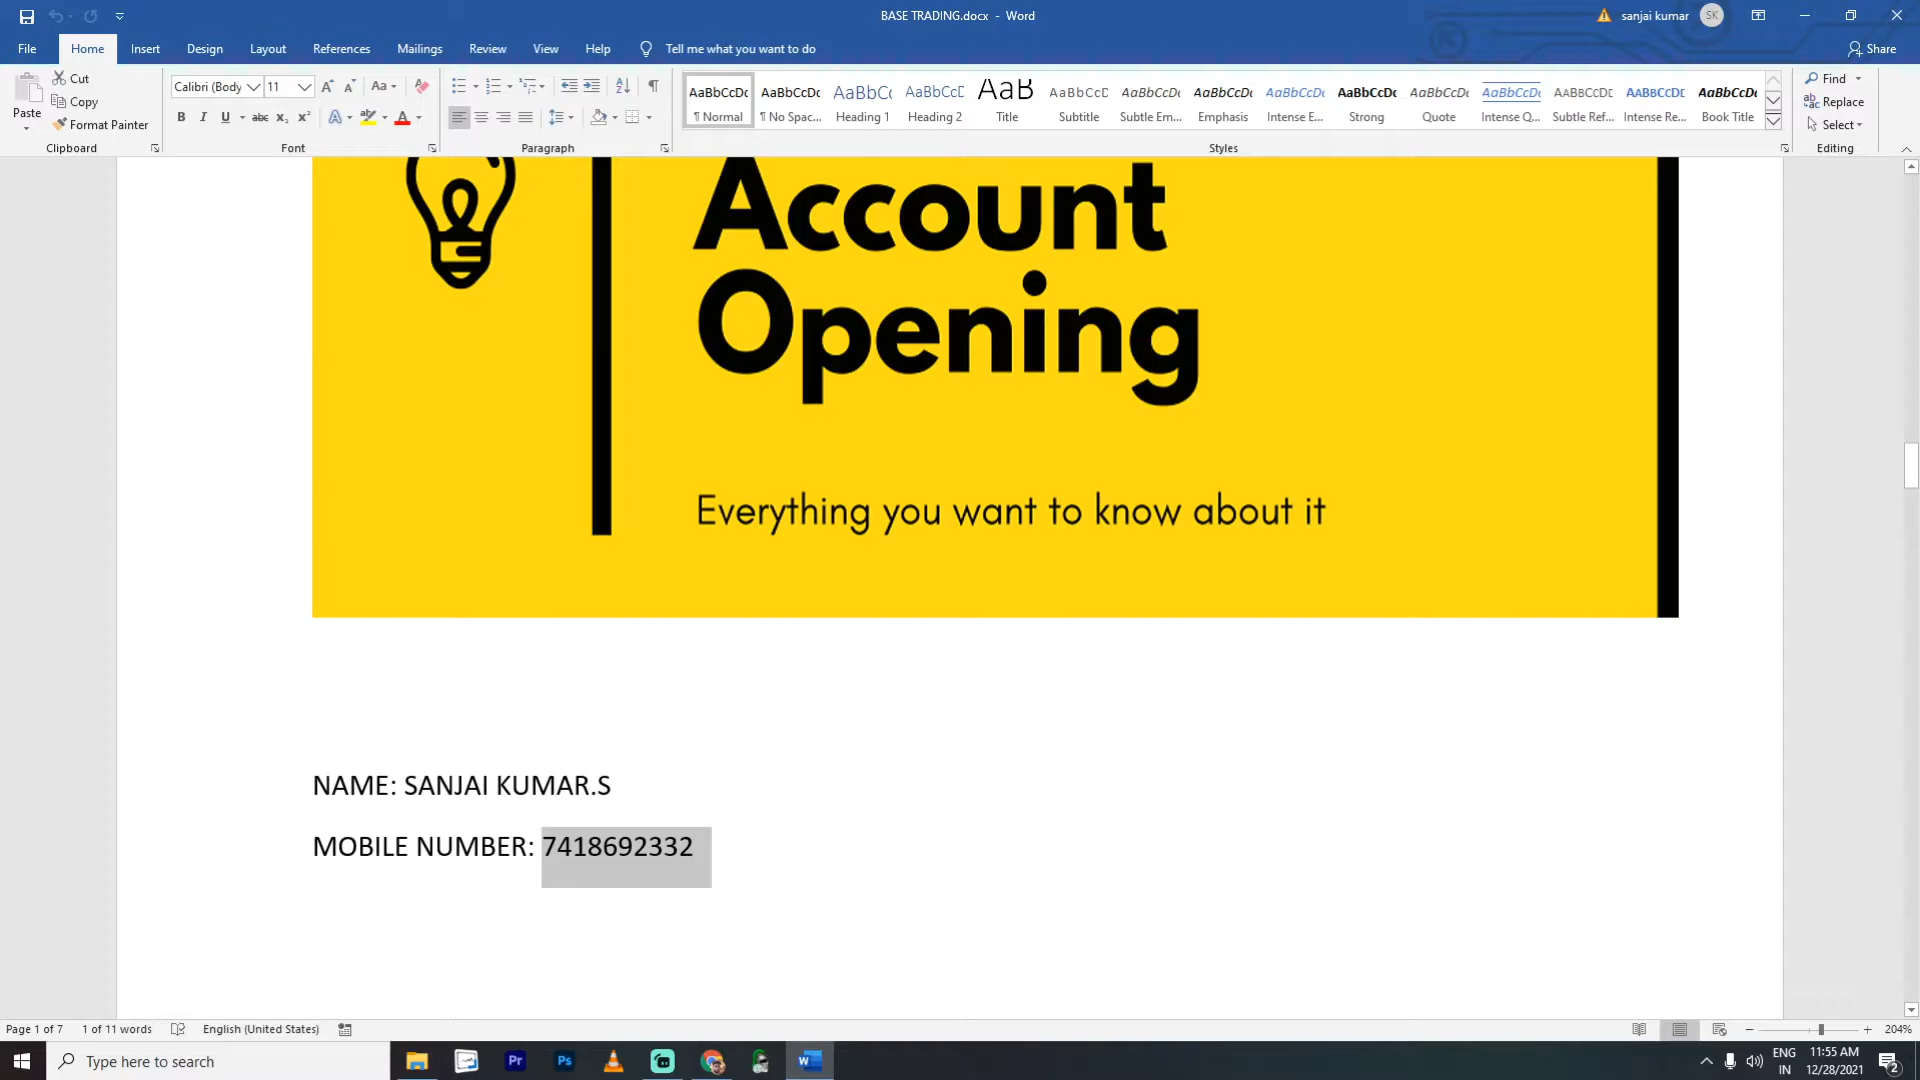 BASE TRADING.docx - Word
sanjai kumar
SK
File
Home
Insert
Design
Layout
References
Mailings
Review
View
Help
Tell me what you want to do
Share
Paste
Cut
Copy
Format Painter
Clipboard
Calibri (Body
11
Font
Paragraph
AaBbCcDc
¶ Normal
AaBbCcDc
¶ No Spac...
AaBbCc
Heading 1
AaBbCcD
Heading 2
AaB
Title
AaBbCcD
Subtitle
AaBbCcDc
Subtle Em...
AaBbCcDc
Emphasis
AaBbCcDc
Intense E...
AaBbCcDc
Strong
AaBbCcDc
Quote
AaBbCcDc
Intense Q...
AABBCCDD
Subtle Ref...
AABBCCDD
Intense Re...
AaBbCcDc
Book Title
Styles
Find
Replace
Select
Editing
Account
Opening
Everything you want to know about it
NAME: SANJAI KUMAR.S
MOBILE NUMBER: 7418692332
Page 1 of 7
1 of 11 words
English (United States)
204%
Type here to search
ENG
IN
11:55 AM
12/28/2021
2